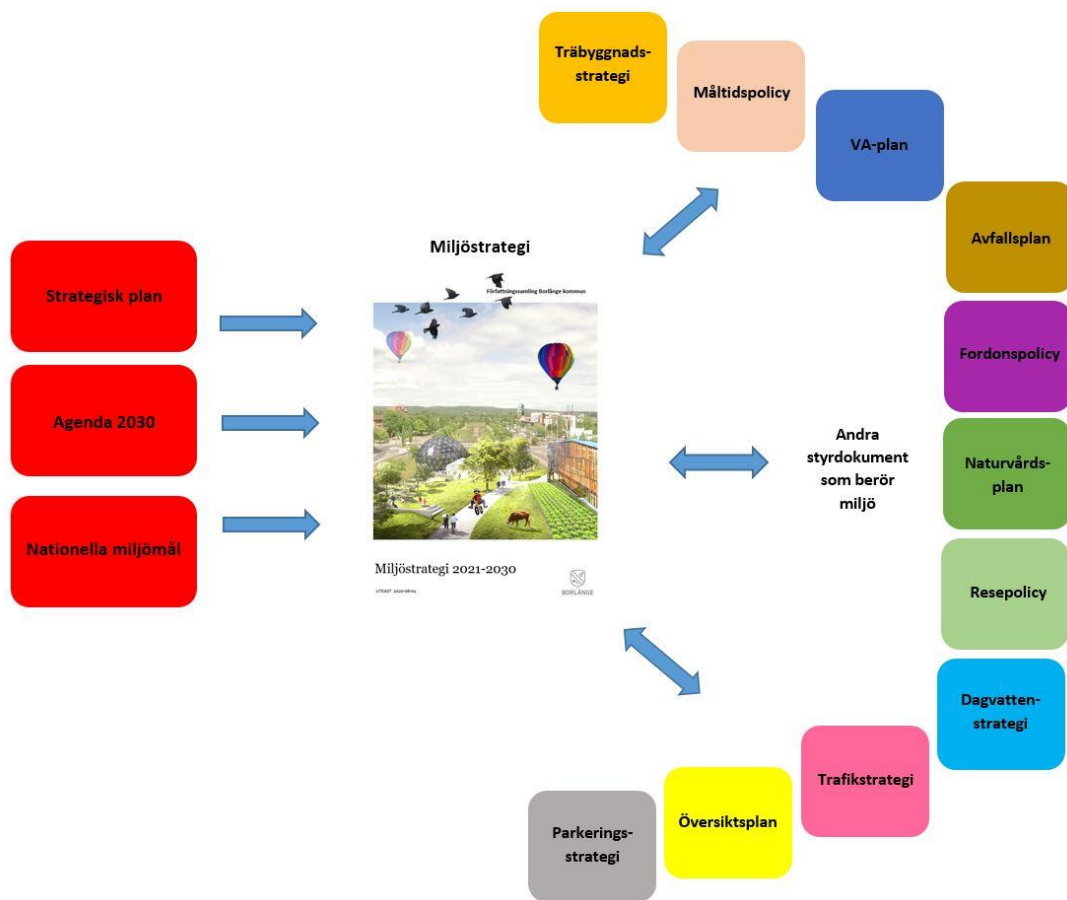 Träbyggnads-
strategi
Måltidspolicy
VA-plan
Avfallsplan
Fordonspolicy
Naturvårds-
plan
Resepolicy
Dagvatten-
strategi
Trafikstrategi
Översiktsplan
Parkerings-
strategi
Strategisk plan
Agenda 2030
Nationella miljömål
Miljöstrategi
Författningssamling Borlänge kommun
Miljöstrategi 2021-2030
BORLÄNGE
Andra
styrdokument
som berör
miljö